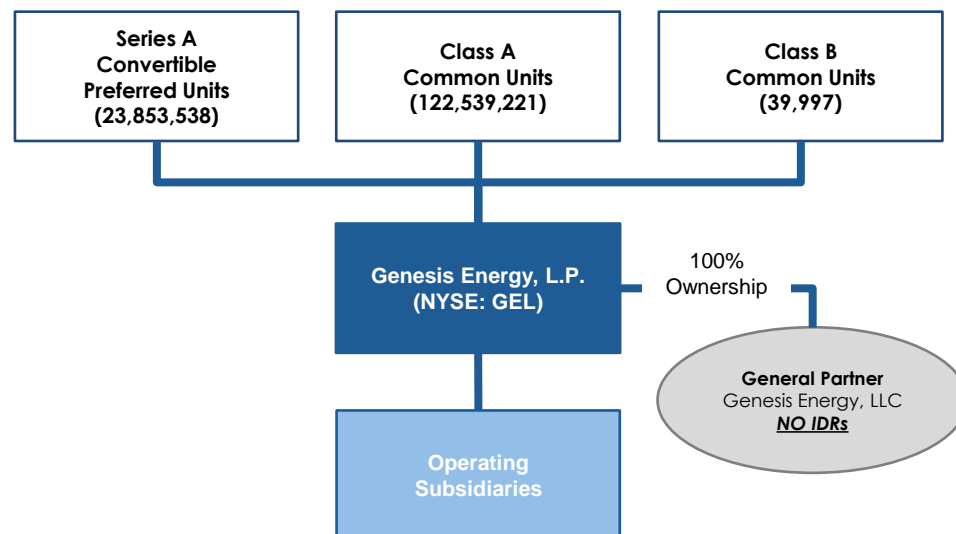 Series A
Convertible
Preferred Units
(23,853,538)
Class A
Common Units
(122,539,221)
Class B
Common Units
(39,997)
Genesis Energy, L.P.
(NYSE: GEL)
100%
Ownership
General Partner
Genesis Energy, LLC
NO IDRs
Operating
Subsidiaries